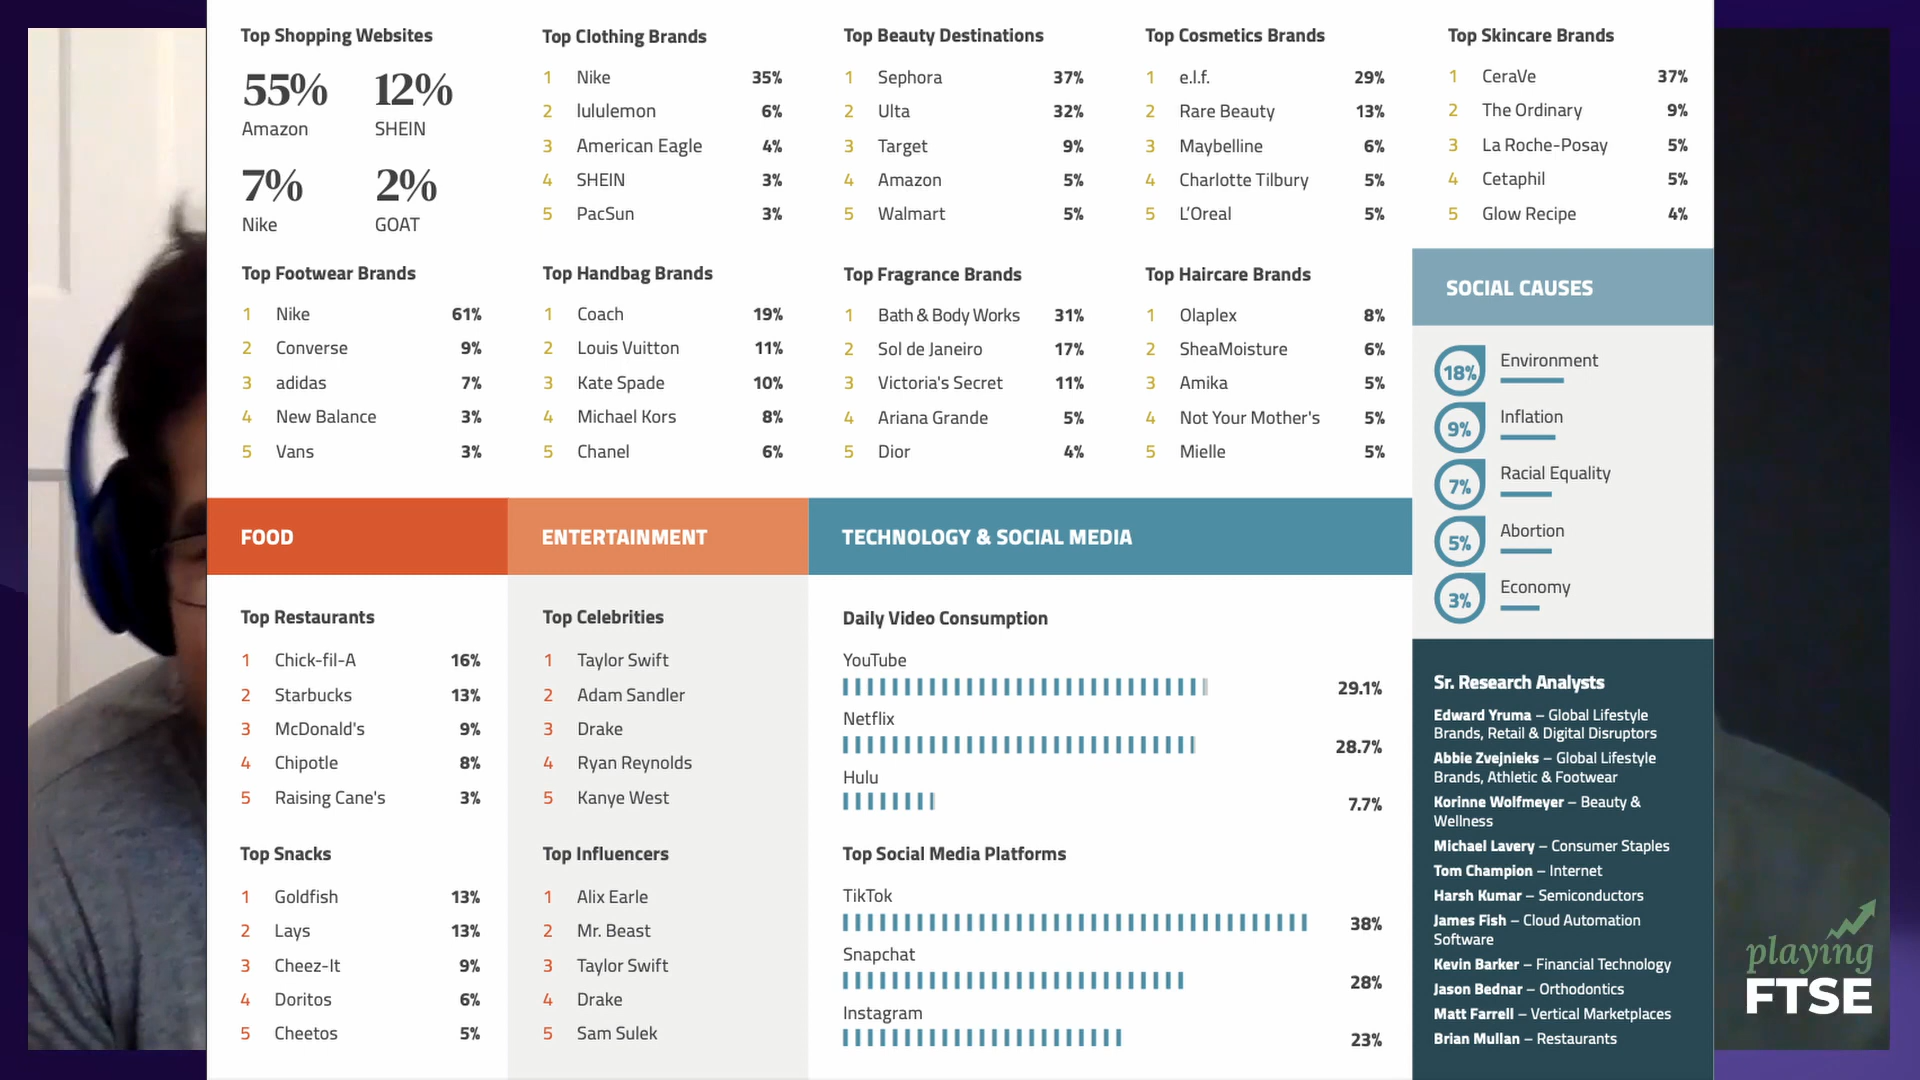 Top Shopping Websites
55%
12%
Amazon
SHEIN
7%
2%
Nike
GOAT
Top Clothing Brands
1 Nike 35%
2 lululemon 6%
3 American Eagle 4%
4 SHEIN 3%
5 PacSun 3%
Top Beauty Destinations
1 Sephora 37%
2 Ulta 32%
3 Target 9%
4 Amazon 5%
5 Walmart 5%
Top Cosmetics Brands
1 e.l.f. 29%
2 Rare Beauty 13%
3 Maybelline 6%
4 Charlotte Tilbury 5%
5 L'Oreal 5%
Top Skincare Brands
1 CeraVe 37%
2 The Ordinary 9%
3 La Roche-Posay 5%
4 Cetaphil 5%
5 Glow Recipe 4%
Top Footwear Brands
1 Nike 61%
2 Converse 9%
3 adidas 7%
4 New Balance 3%
5 Vans 3%
Top Handbag Brands
1 Coach 19%
2 Louis Vuitton 11%
3 Kate Spade 10%
4 Michael Kors 8%
5 Chanel 6%
Top Fragrance Brands
1 Bath & Body Works 31%
2 Sol de Janeiro 17%
3 Victoria's Secret 11%
4 Ariana Grande 5%
5 Dior 4%
Top Haircare Brands
1 Olaplex 8%
2 SheaMoisture 6%
3 Amika 5%
4 Not Your Mother's 5%
5 Mielle 5%
SOCIAL CAUSES
18% Environment
9% Inflation
7% Racial Equality
5% Abortion
3% Economy
FOOD
Top Restaurants
1 Chick-fil-A 16%
2 Starbucks 13%
3 McDonald's 9%
4 Chipotle 8%
5 Raising Cane's 3%
Top Snacks
1 Goldfish 13%
2 Lays 13%
3 Cheez-It 9%
4 Doritos 6%
5 Cheetos 5%
ENTERTAINMENT
Top Celebrities
1 Taylor Swift
2 Adam Sandler
3 Drake
4 Ryan Reynolds
5 Kanye West
Top Influencers
1 Alix Earle
2 Mr. Beast
3 Taylor Swift
4 Drake
5 Sam Sulek
TECHNOLOGY & SOCIAL MEDIA
Daily Video Consumption
YouTube
29.1%
Netflix
28.7%
Hulu
7.7%
Top Social Media Platforms
TikTok
38%
Snapchat
28%
Instagram
23%
Sr. Research Analysts
Edward Yruma – Global Lifestyle
Brands, Retail & Digital Disruptors
Abbie Zvejnieks – Global Lifestyle
Brands, Athletic & Footwear
Korinne Wolfmeyer – Beauty &
Wellness
Michael Lavery – Consumer Staples
Tom Champion – Internet
Harsh Kumar – Semiconductors
James Fish – Cloud Automation
Software
Kevin Barker – Financial Technology
Jason Bednar – Orthodontics
Matt Farrell – Vertical Marketplaces
Brian Mullan – Restaurants
playing
FTSE